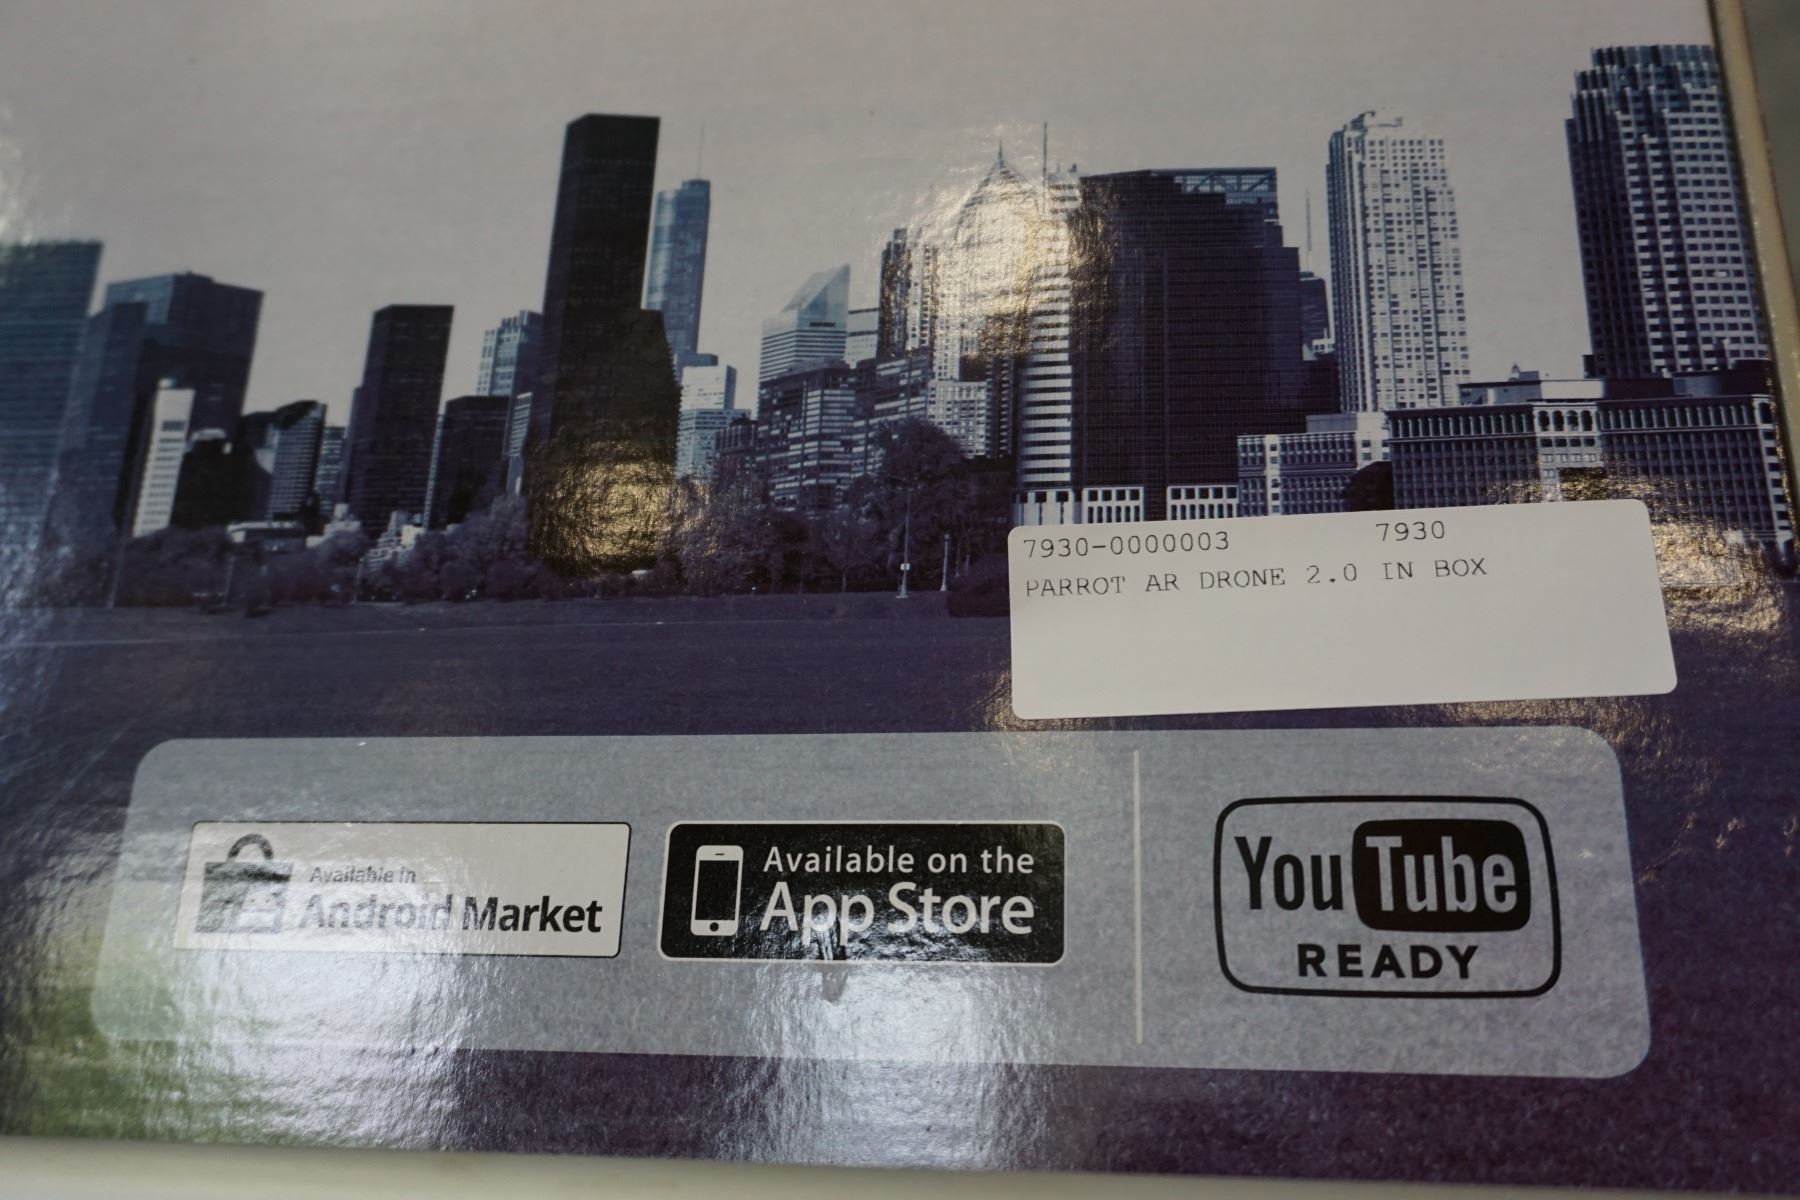 7930-0000003 7930
PARROT AR DRONE 2.0 IN BOX
Available in
Android Market
Available on the
App Store
YouTube
READY